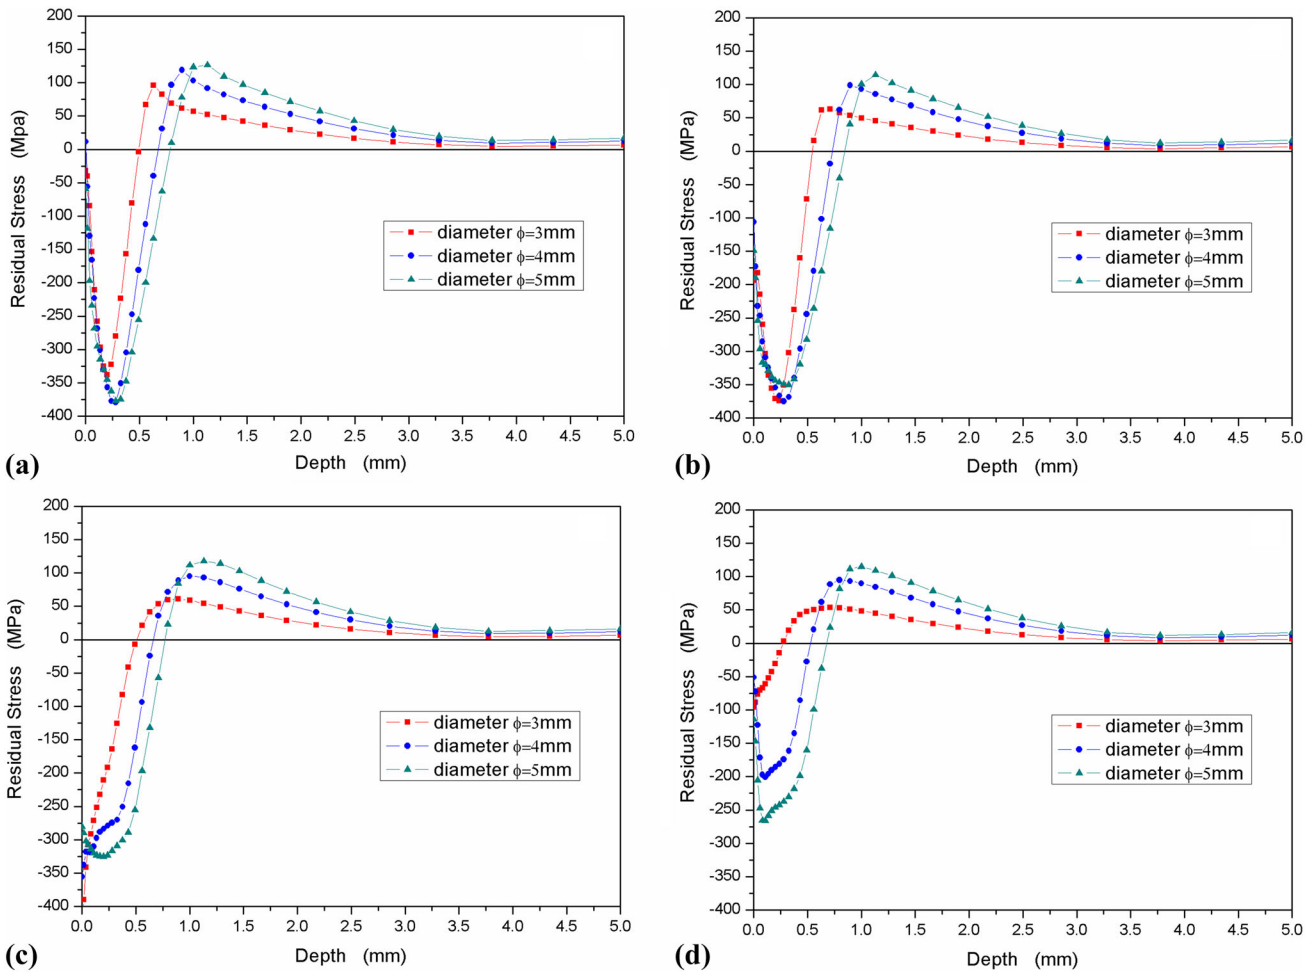 200
150
100
50
0
-50
-100
-150
-200
-250
-300
-350
-400
Residual Stress (Mpa)
diameter ϕ=3mm
diameter ϕ=4mm
diameter ϕ=5mm
0.0 0.5 1.0 1.5 2.0 2.5 3.0 3.5 4.0 4.5 5.0
Depth (mm)
(a)
200
150
100
50
0
-50
-100
-150
-200
-250
-300
-350
-400
Residual Stress (MPa)
diameter ϕ=3mm
diameter ϕ=4mm
diameter ϕ=5mm
0.0 0.5 1.0 1.5 2.0 2.5 3.0 3.5 4.0 4.5 5.0
Depth (mm)
(b)
200
150
100
50
0
-50
-100
-150
-200
-250
-300
-350
-400
Residual Stress (MPa)
diameter ϕ=3mm
diameter ϕ=4mm
diameter ϕ=5mm
0.0 0.5 1.0 1.5 2.0 2.5 3.0 3.5 4.0 4.5 5.0
Depth (mm)
(c)
200
150
100
50
0
-50
-100
-150
-200
-250
-300
-350
-400
Residual Stress (MPa)
diameter ϕ=3mm
diameter ϕ=4mm
diameter ϕ=5mm
0.0 0.5 1.0 1.5 2.0 2.5 3.0 3.5 4.0 4.5 5.0
Depth (mm)
(d)